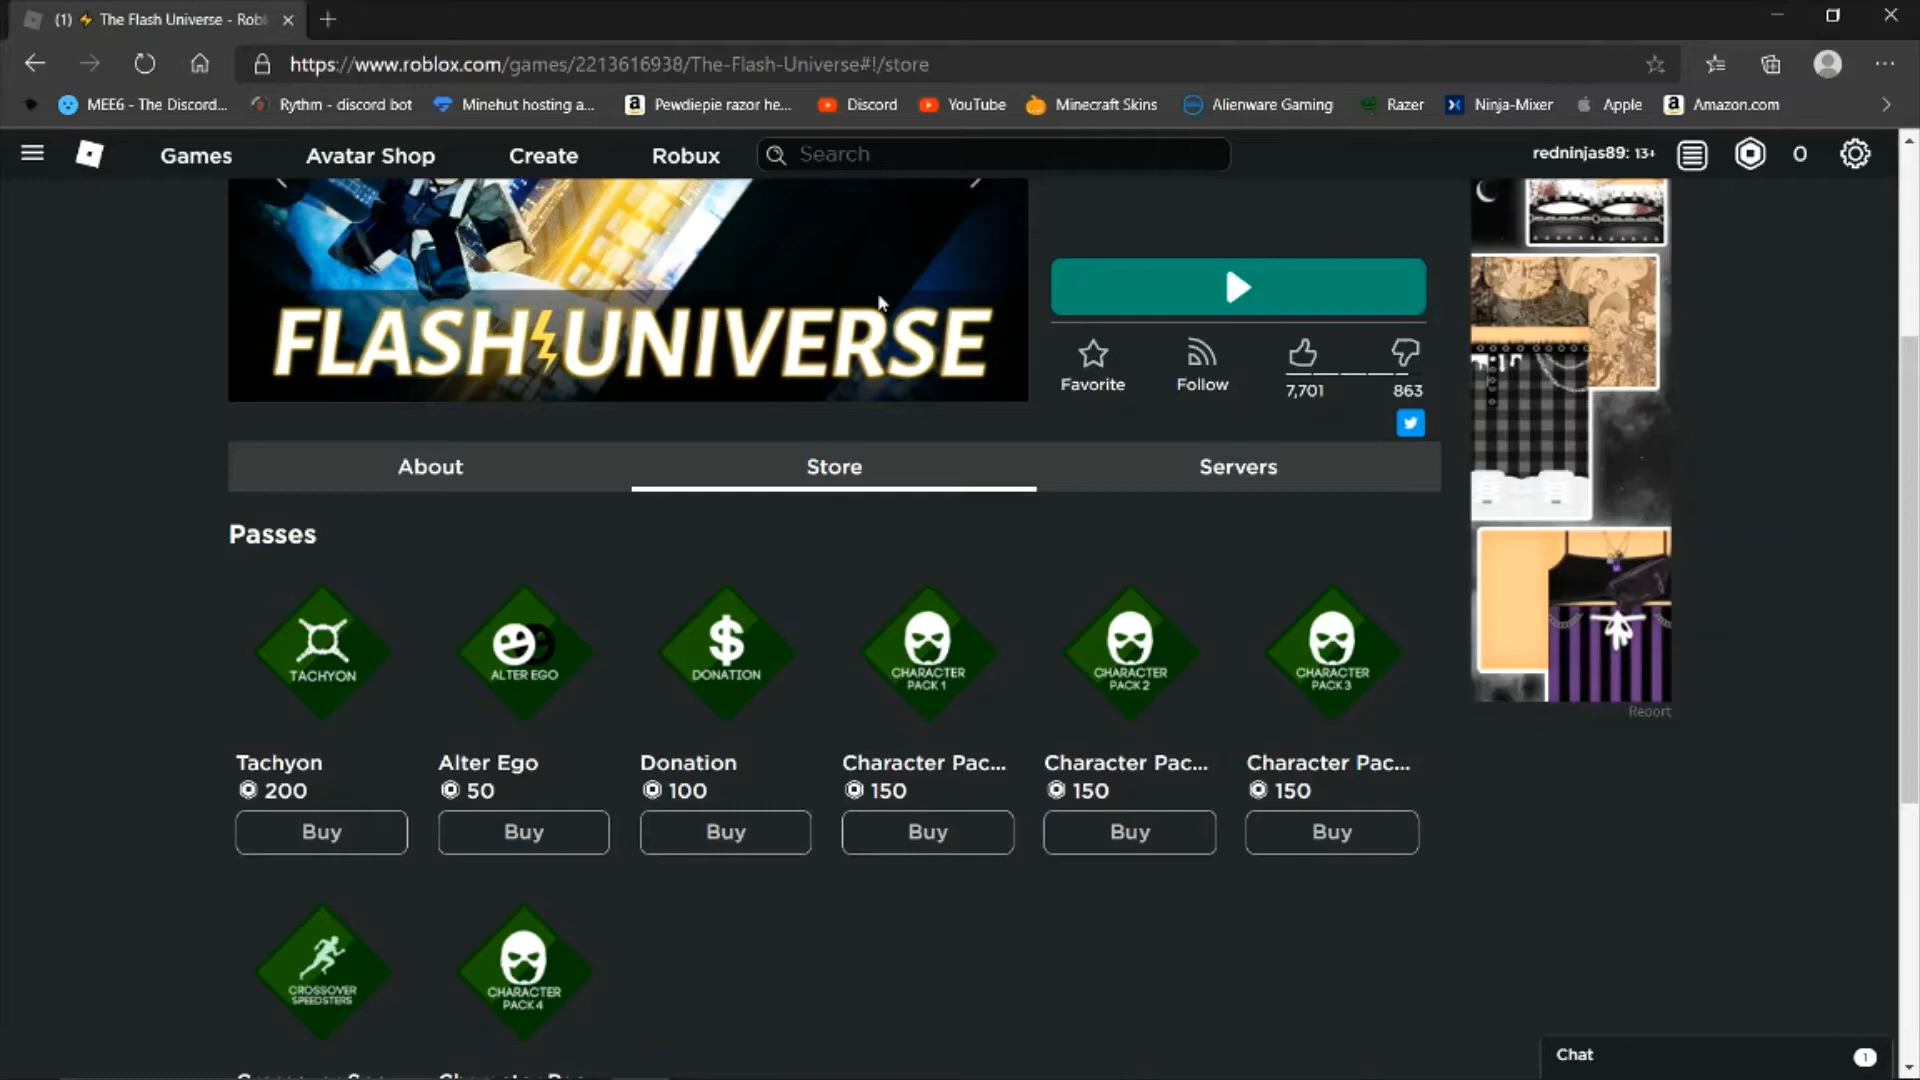 (1) ⚡ The Flash Universe - Robl
https://www.roblox.com/games/2213616938/The-Flash-Universe#!/store
MEE6 - The Discord... Rythm - discord bot Minehut hosting a... Pewdiepie razor he... Discord YouTube Minecraft Skins Alienware Gaming Razer Ninja-Mixer Apple Amazon.com
Games Avatar Shop Create Robux Search redninjas89: 13+ 0
FLASH⚡UNIVERSE
Favorite Follow 7,701 863
About Store Servers
Passes
TACHYON ALTER EGO DONATION CHARACTER PACK 1 CHARACTER PACK 2 CHARACTER PACK 3
Report
Tachyon Alter Ego Donation Character Pac... Character Pac... Character Pac...
200 50 100 150 150 150
Buy Buy Buy Buy Buy Buy
CROSSOVER SPEEDSTERS CHARACTER PACK 4
Chat 1